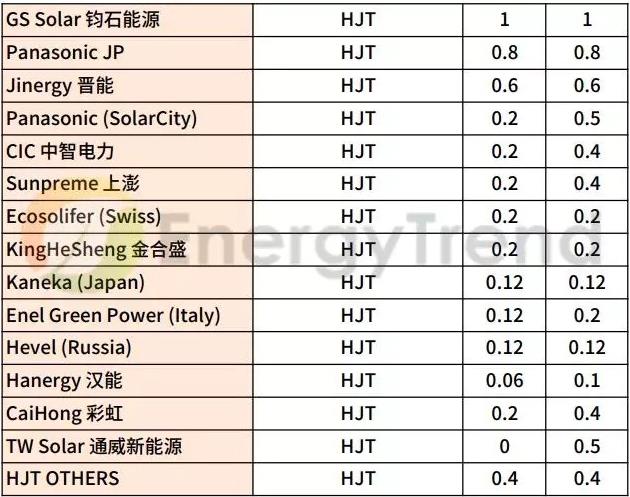 GS Solar 钧石能源 HJT 1 1
Panasonic JP HJT 0.8 0.8
Jinergy 晋能 HJT 0.6 0.6
Panasonic (SolarCity) HJT 0.2 0.5
CIC 中智电力 HJT 0.2 0.4
Sunpreme 上澎 HJT 0.2 0.4
Ecosolifer (Swiss) HJT 0.2 0.2
KingHeSheng 金合盛 HJT 0.2 0.2
Kaneka (Japan) HJT 0.12 0.12
Enel Green Power (Italy) HJT 0.12 0.2
Hevel (Russia) HJT 0.12 0.12
Hanergy 汉能 HJT 0.06 0.1
CaiHong 彩虹 HJT 0.2 0.4
TW Solar 通威新能源 HJT 0 0.5
HJT OTHERS HJT 0.4 0.4
EnergyTrend